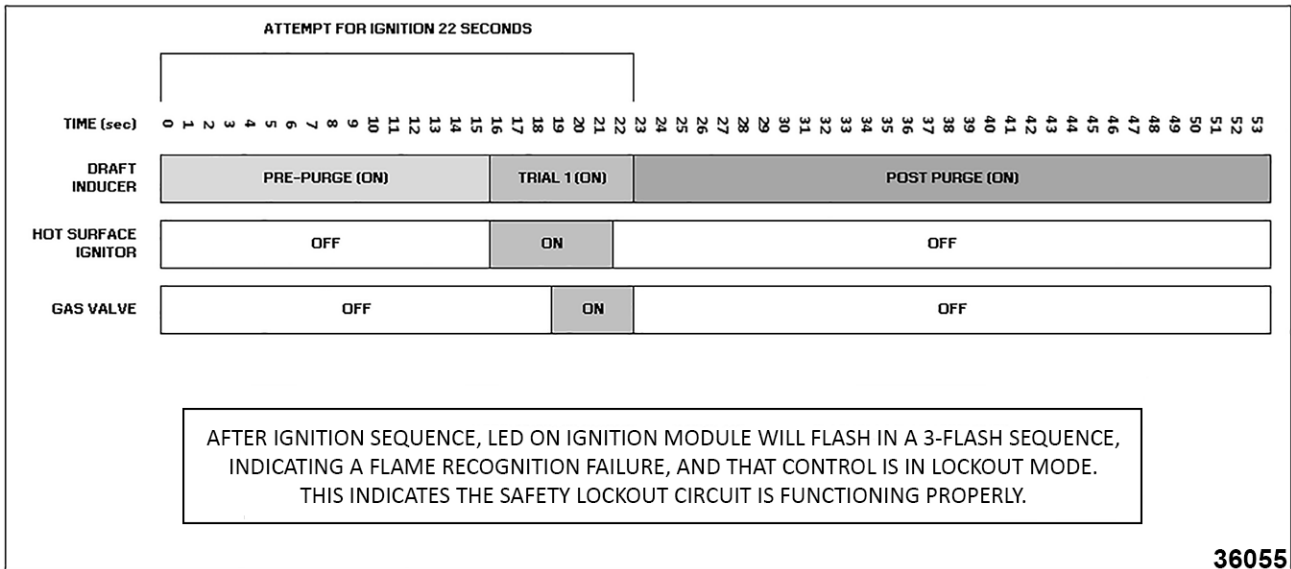 ATTEMPT FOR IGNITION 22 SECONDS
TIME (sec) 0 1 2 3 4 5 6 7 8 9 10 11 12 13 14 15 16 17 18 19 20 21 22 23 24 25 26 27 28 29 30 31 32 33 34 35 36 37 38 39 40 41 42 43 44 45 46 47 48 49 50 51 52 53
DRAFT
INDUCER
PRE-PURGE (ON) TRIAL 1 (ON) POST PURGE (ON)
HOT SURFACE
IGNITOR
OFF ON OFF
GAS VALVE OFF ON OFF
AFTER IGNITION SEQUENCE, LED ON IGNITION MODULE WILL FLASH IN A 3-FLASH SEQUENCE,
INDICATING A FLAME RECOGNITION FAILURE, AND THAT CONTROL IS IN LOCKOUT MODE.
THIS INDICATES THE SAFETY LOCKOUT CIRCUIT IS FUNCTIONING PROPERLY.
36055